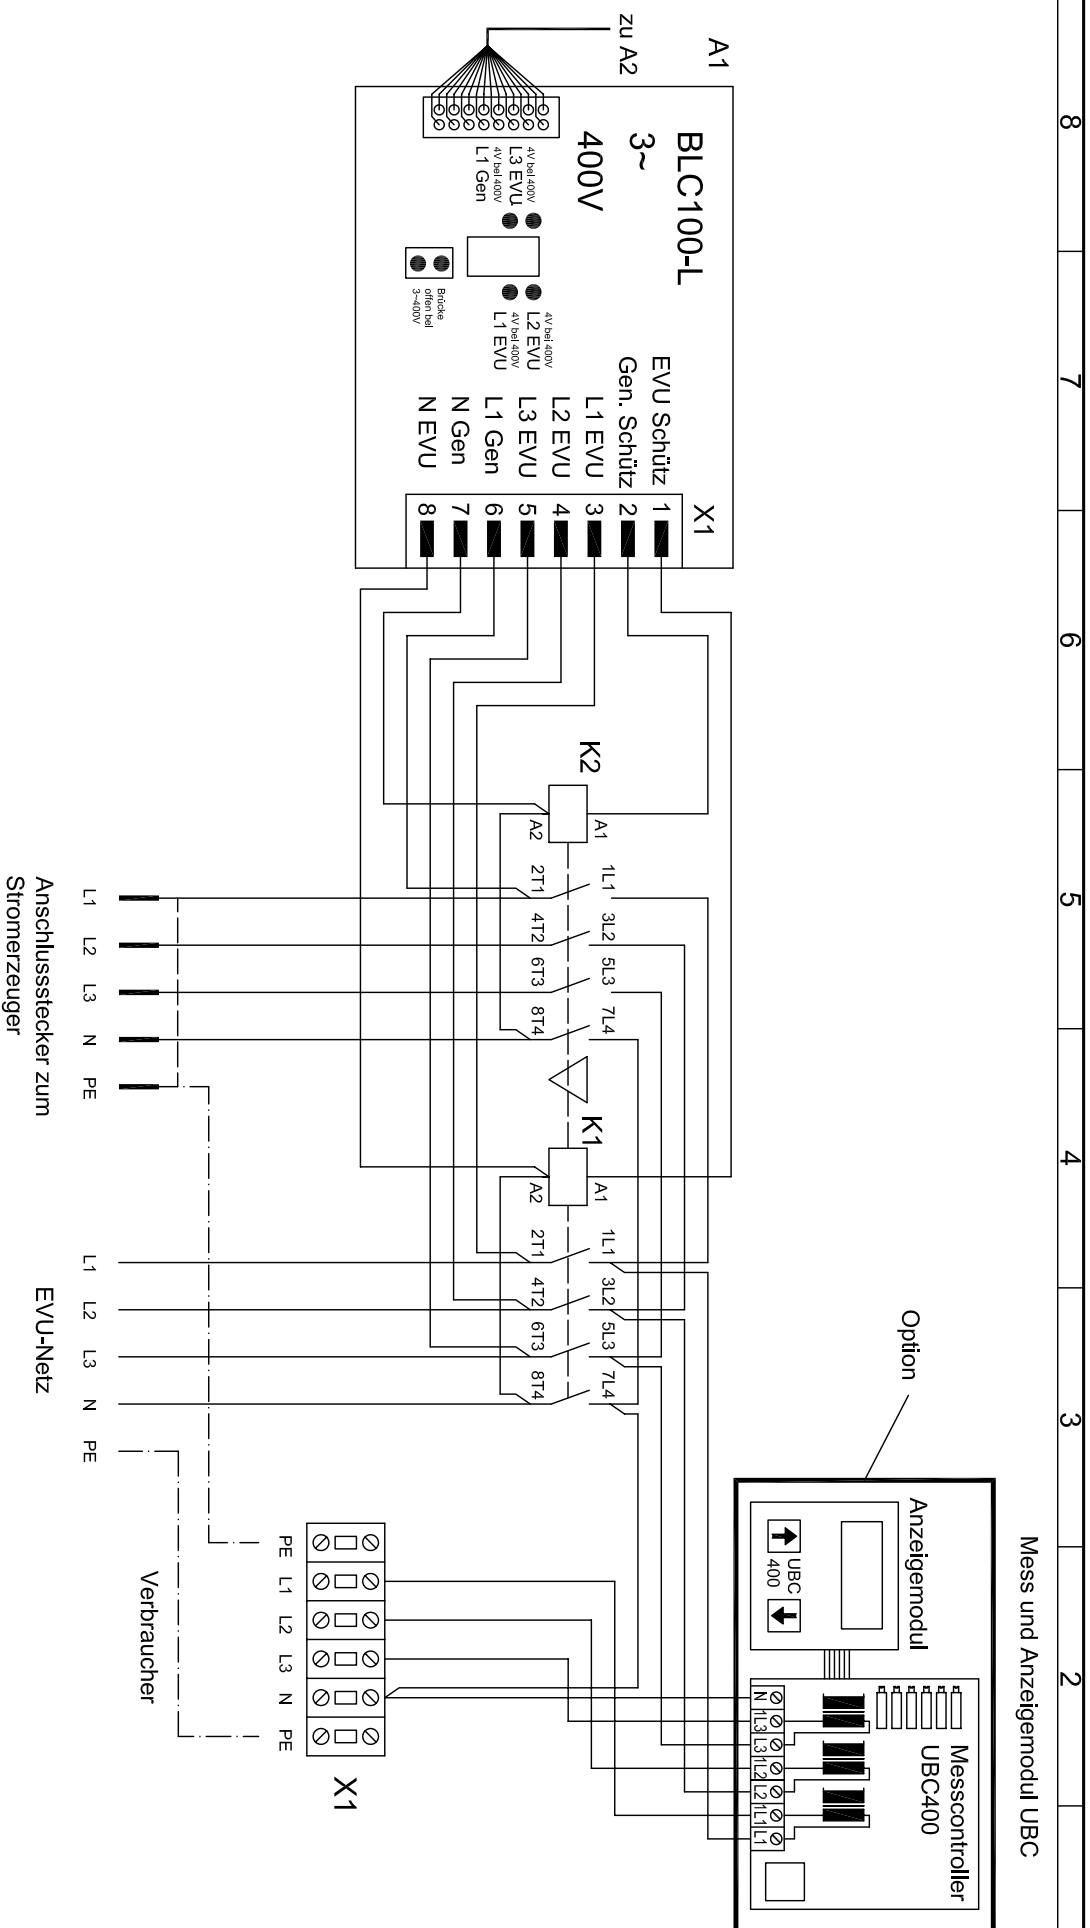 8
7
6
5
4
3
2
A1
zu A2
BLC100-L
3~
400V
4V bei 400V
L3 EVU
4V bei 400V
L1 Gen
4V bei 400V
L2 EVU
4V bei 400V
L1 EVU
Brücke
offen bei
3~400V
X1
EVU Schütz 1
Gen. Schütz 2
L1 EVU 3
L2 EVU 4
L3 EVU 5
L1 Gen 6
N Gen 7
N EVU 8
K2
A1
A2
1L1 3L2 5L3 7L4
2T1 4T2 6T3 8T4
K1
A1
A2
1L1 3L2 5L3 7L4
2T1 4T2 6T3 8T4
L1 L2 L3 N PE
Anschlussstecker zum
Stromerzeuger
L1 L2 L3 N PE
EVU-Netz
Option
Mess und Anzeigemodul UBC
Anzeigemodul
UBC
400
Messcontroller
UBC400
N 1L3 L3 1L2 L2 1L1 L1
PE L1 L2 L3 N PE
X1
Verbraucher